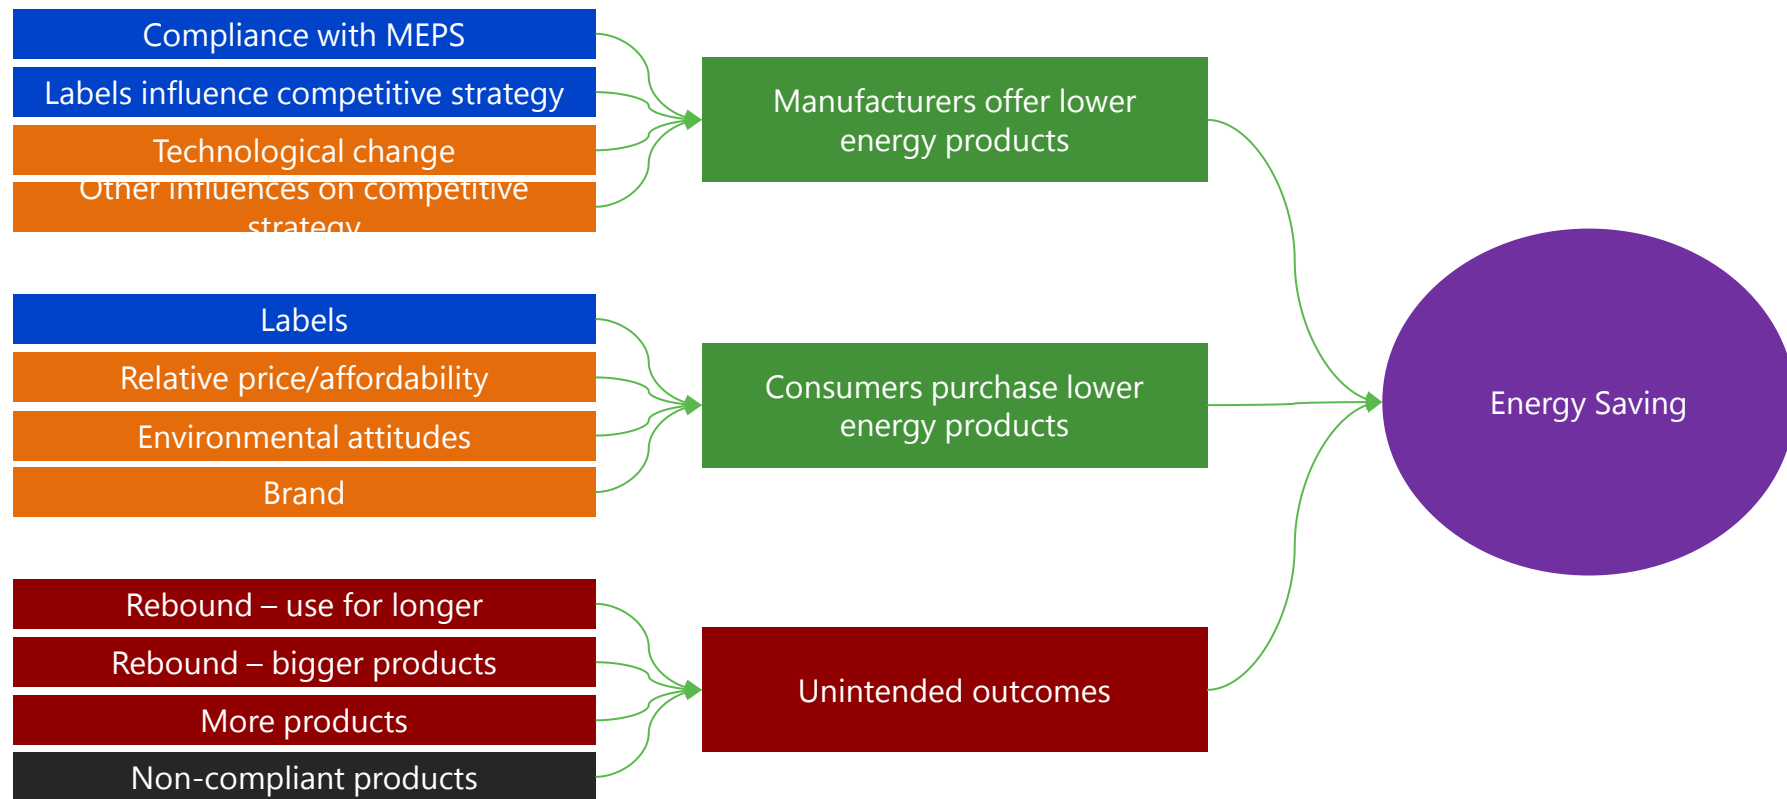 Compliance with MEPS
Labels influence competitive strategy
Technological change
Other influences on competitive
strategy
Manufacturers offer lower
energy products
Labels
Relative price/affordability
Environmental attitudes
Brand
Consumers purchase lower
energy products
Energy Saving
Rebound – use for longer
Rebound – bigger products
More products
Non-compliant products
Unintended outcomes